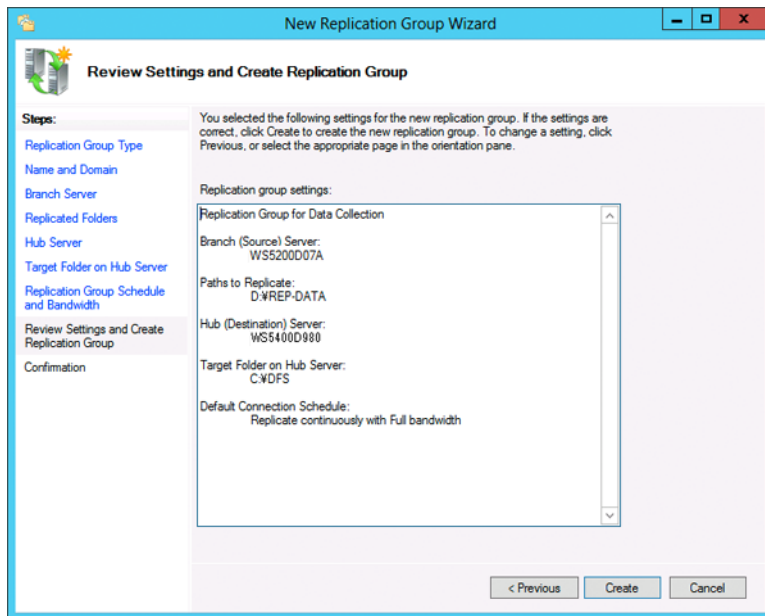 New Replication Group Wizard
Review Settings and Create Replication Group
Steps:
Replication Group Type
Name and Domain
Branch Server
Replicated Folders
Hub Server
Target Folder on Hub Server
Replication Group Schedule
and Bandwidth
Review Settings and Create
Replication Group
Confirmation
You selected the following settings for the new replication group. If the settings are
correct, click Create to create the new replication group. To change a setting, click
Previous, or select the appropriate page in the orientation pane.
Replication group settings:
Replication Group for Data Collection
Branch (Source) Server:
WS5200D07A
Paths to Replicate:
D:¥REP-DATA
Hub (Destination) Server:
WS5400D980
Target Folder on Hub Server:
C:¥DFS
Default Connection Schedule:
Replicate continuously with Full bandwidth
< Previous
Create
Cancel